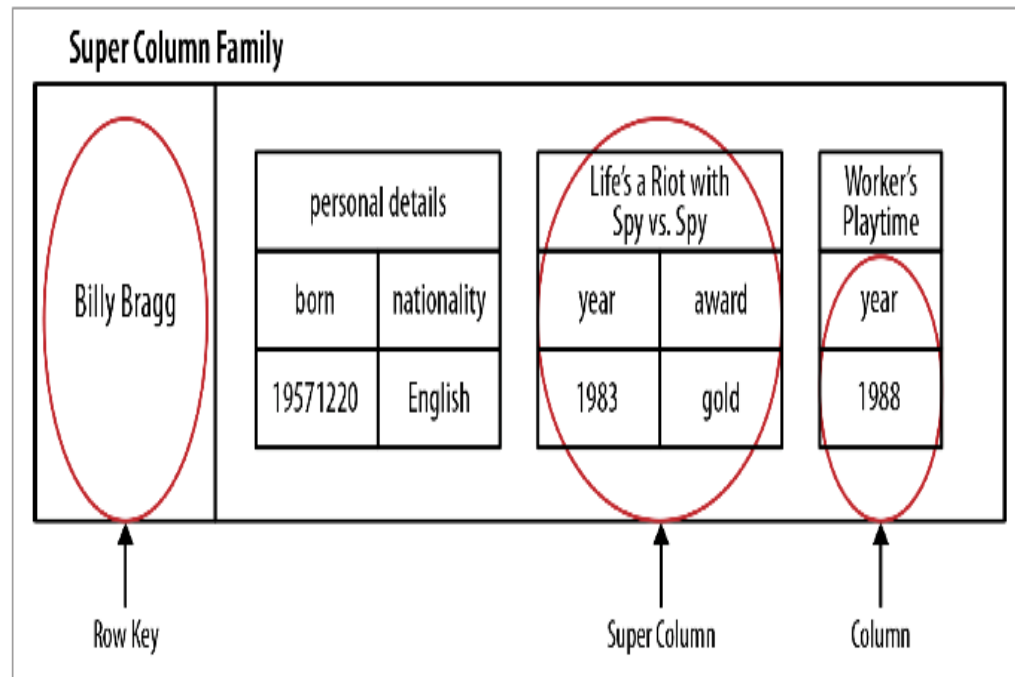 Super Column Family
Billy Bragg
personal details
born
nationality
19571220
English
Life's a Riot with
Spy vs. Spy
year
award
1983
gold
Worker's
Playtime
year
1988
Row Key
Super Column
Column